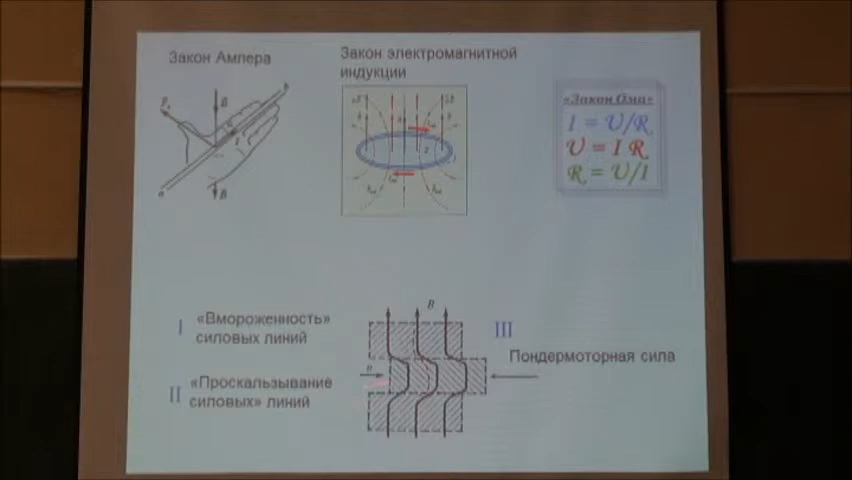 Закон Ампера
Закон электромагнитной
индукции
«Закон Ома»
I = U/R
U = I R
R = U/I
B
B
I
«Вмороженность»
силовых линий
II
«Проскальзывание
силовых» линий
B
III
Пондермоторная сила